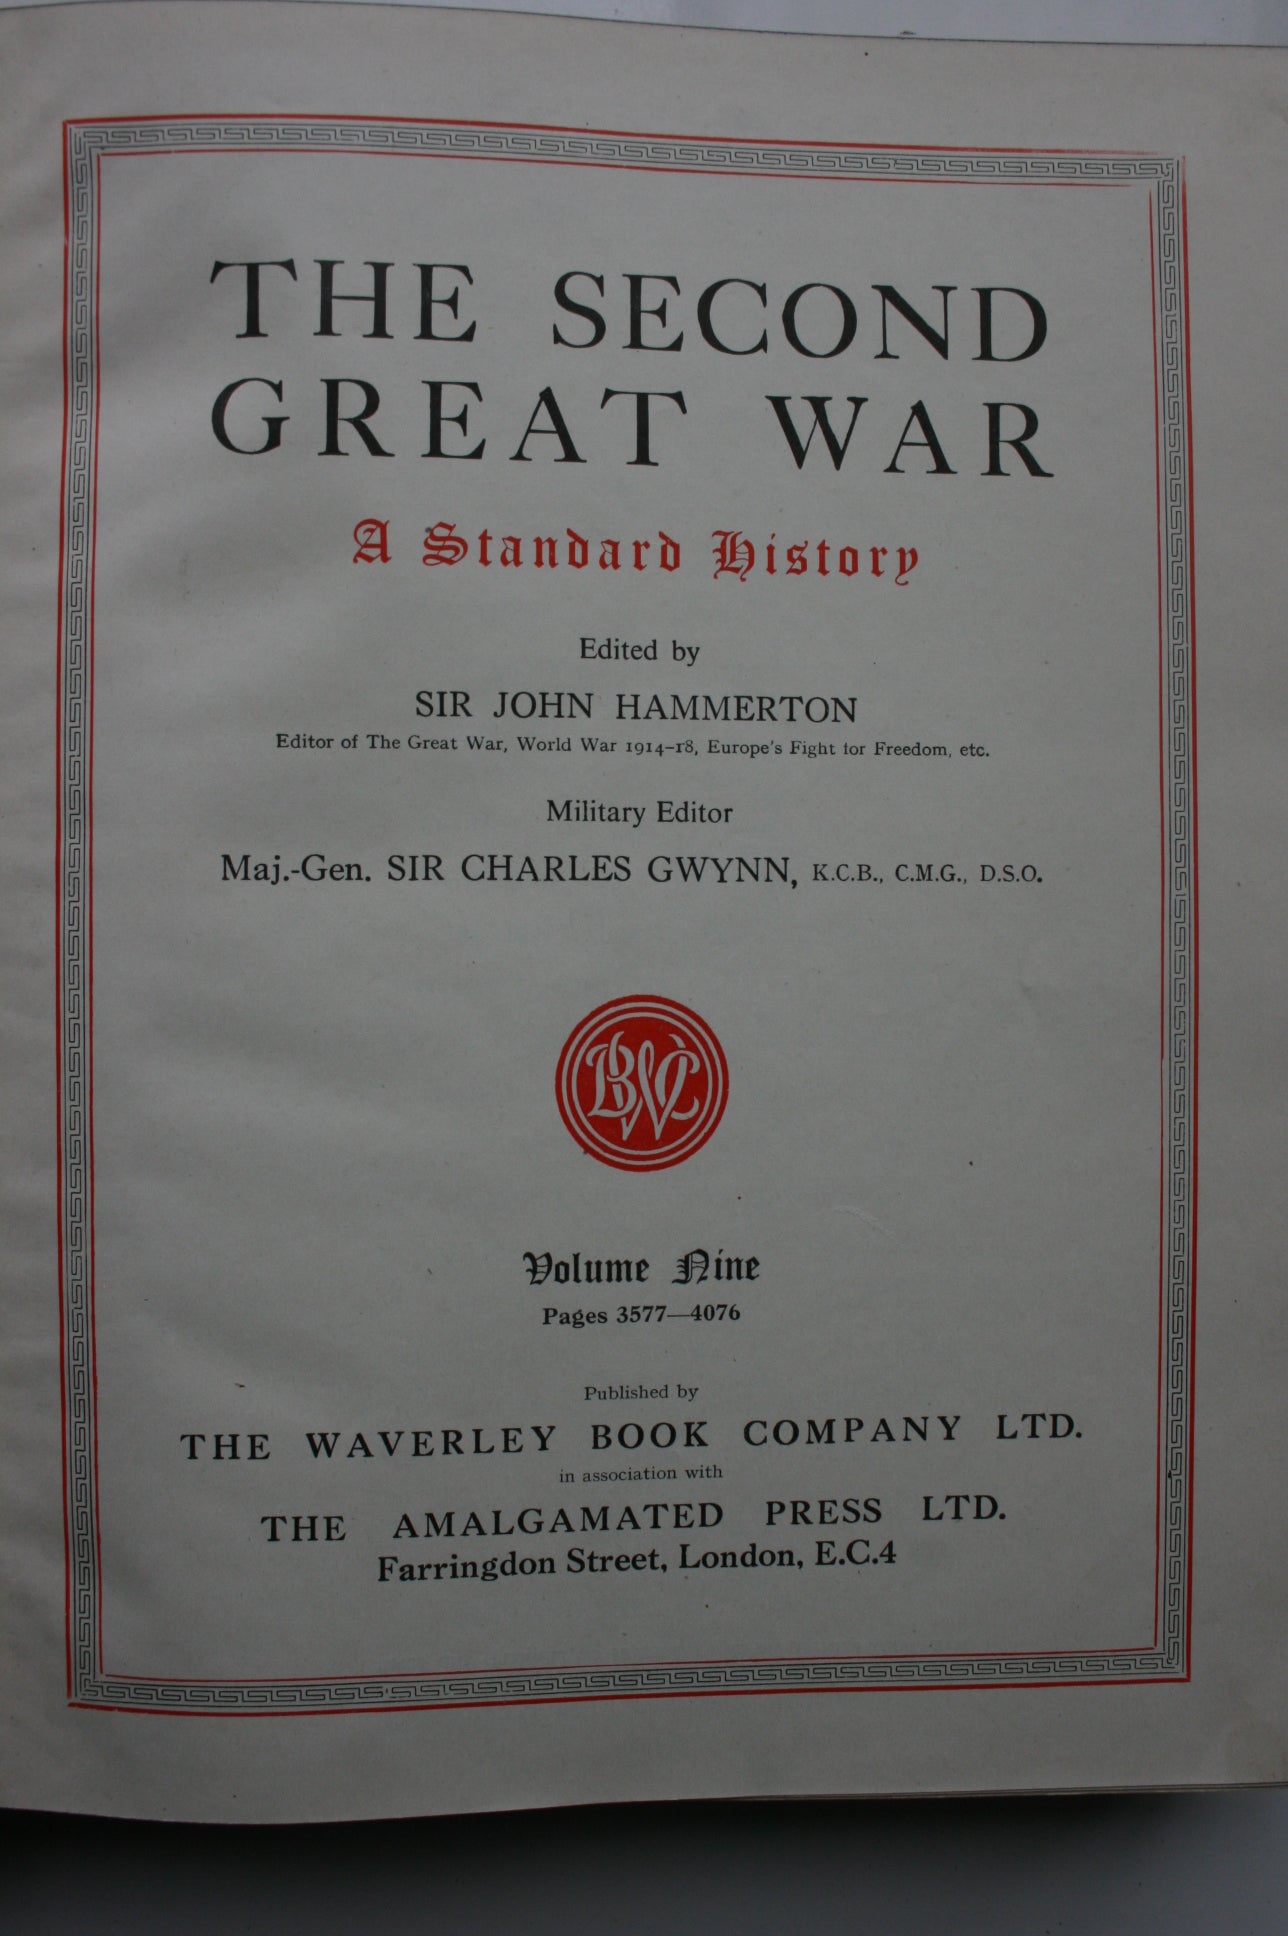 THE SECOND
GREAT WAR
A Standard History
Edited by
SIR JOHN HAMMERTON
Editor of The Great War, World War 1914–18, Europe's Fight for Freedom, etc.
Military Editor
Maj.-Gen. SIR CHARLES GWYNN, K.C.B., C.M.G., D.S.O.
BWC
Volume Nine
Pages 3577—4076
Published by
THE WAVERLEY BOOK COMPANY LTD.
in association with
THE AMALGAMATED PRESS LTD.
Farringdon Street, London, E.C.4